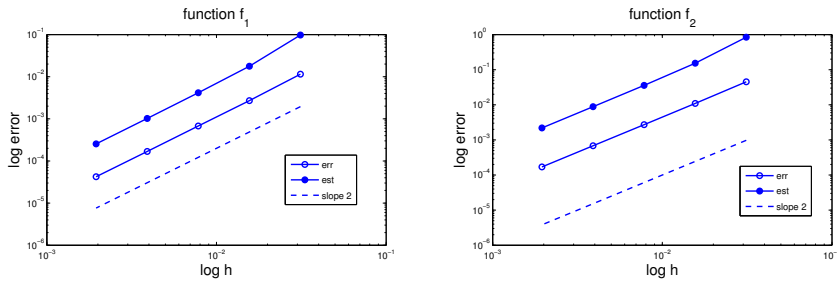 function f1
10^-1
10^-2
10^-3
10^-4
10^-5
10^-6
log error
10^-3
10^-2
10^-1
log h
err
est
slope 2
function f2
10^0
10^-1
10^-2
10^-3
10^-4
10^-5
10^-6
log error
10^-3
10^-2
10^-1
log h
err
est
slope 2